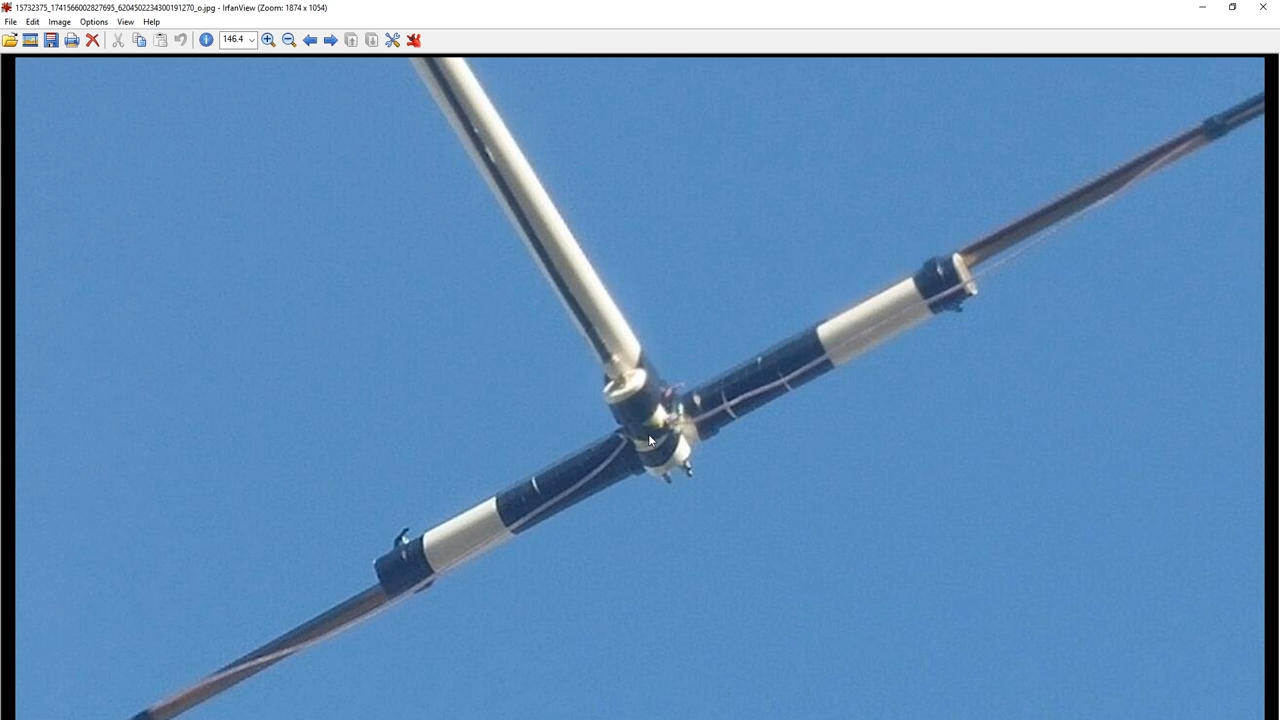 15732375_1741566002827695_6204502234300191270_o.jpg - IrfanView (Zoom: 1874 x 1054)
File Edit Image Options View Help
146.4